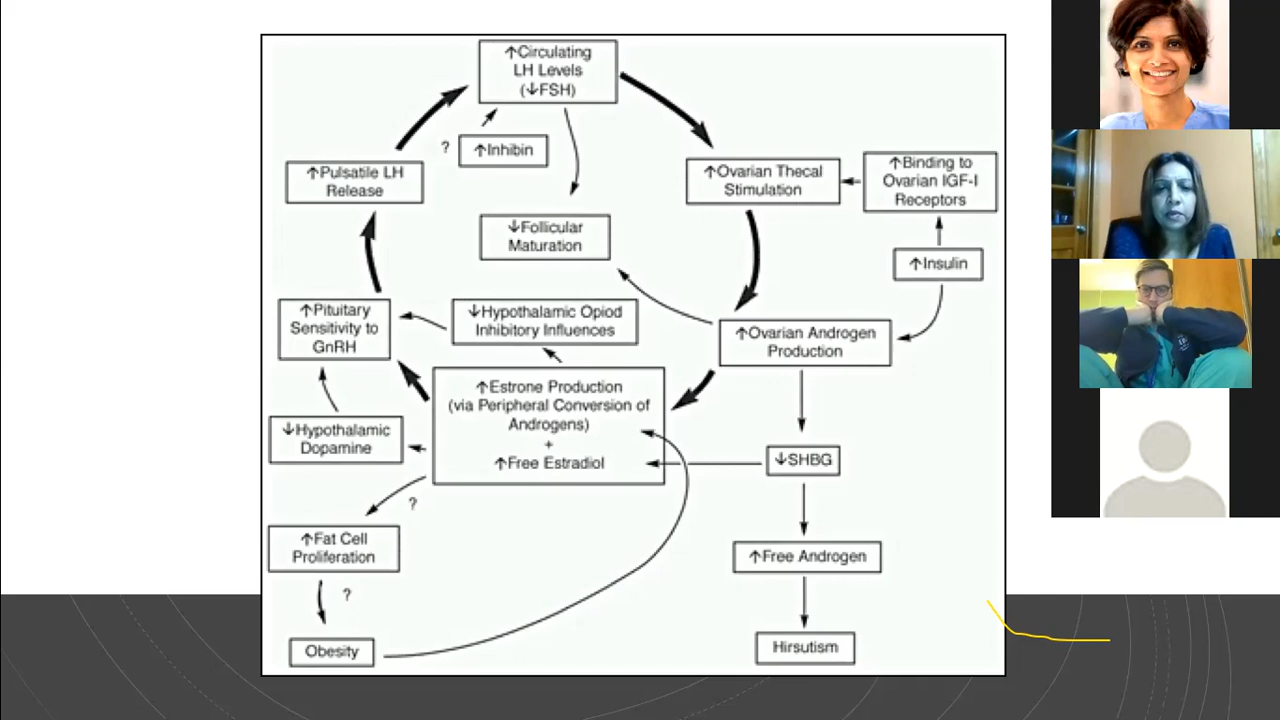 ↑Circulating
LH Levels
(↓FSH)
?
↑Inhibin
↑Pulsatile LH
Release
↑Ovarian Thecal
Stimulation
↑Binding to
Ovarian IGF-I
Receptors
↓Follicular
Maturation
↑Insulin
↑Pituitary
Sensitivity to
GnRH
↓Hypothalamic Opiod
Inhibitory Influences
↑Ovarian Androgen
Production
↑Estrone Production
(via Peripheral Conversion of
Androgens)
+
↑Free Estradiol
↓Hypothalamic
Dopamine
↓SHBG
?
↑Fat Cell
Proliferation
↑Free Androgen
?
Obesity
Hirsutism